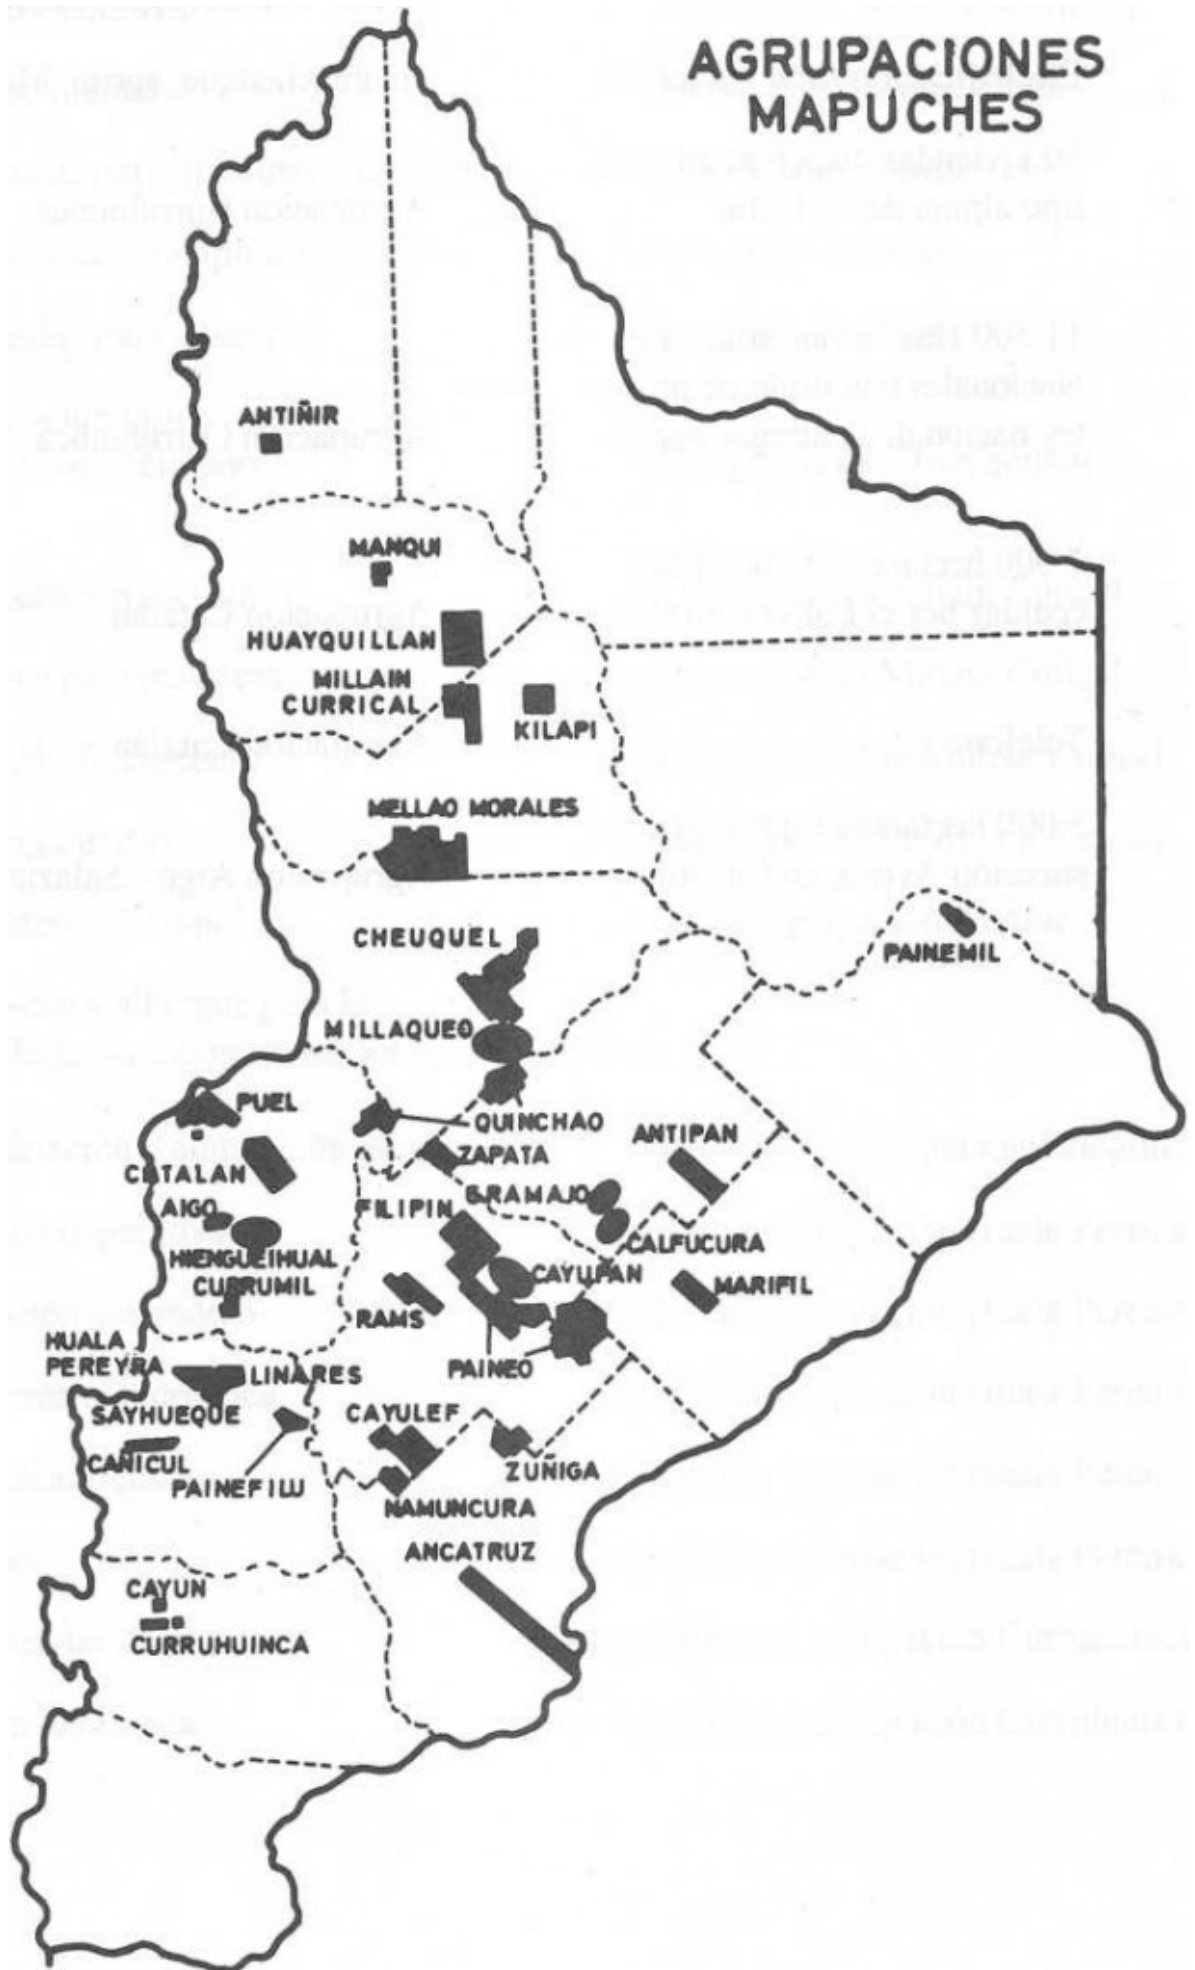 AGRUPACIONES
MAPUCHES
ANTIÑIR
MANQUI
HUAYQUILLAN
MILLAIN
CURRICAL
KILAPI
MELLAO MORALES
CHEUQUEL
PAINEMIL
MILLAQUEO
PUEL
QUINCHAO
ANTIPAN
ZAPATA
CATALAN
AIGO
FILIPIN
GRAMAJO
CALFUCURA
HIENGUEIHUAL
CURRUMIL
CAYUPAN
MARIFIL
RAMS
HUALA
PEREYRA
LINARES
PAINEO
SAYHUEQUE
CAYULEF
CAÑICUL
PAINEFILU
ZUÑIGA
NAMUNCURA
ANCATRUZ
CAYUN
CURRUHUINCA